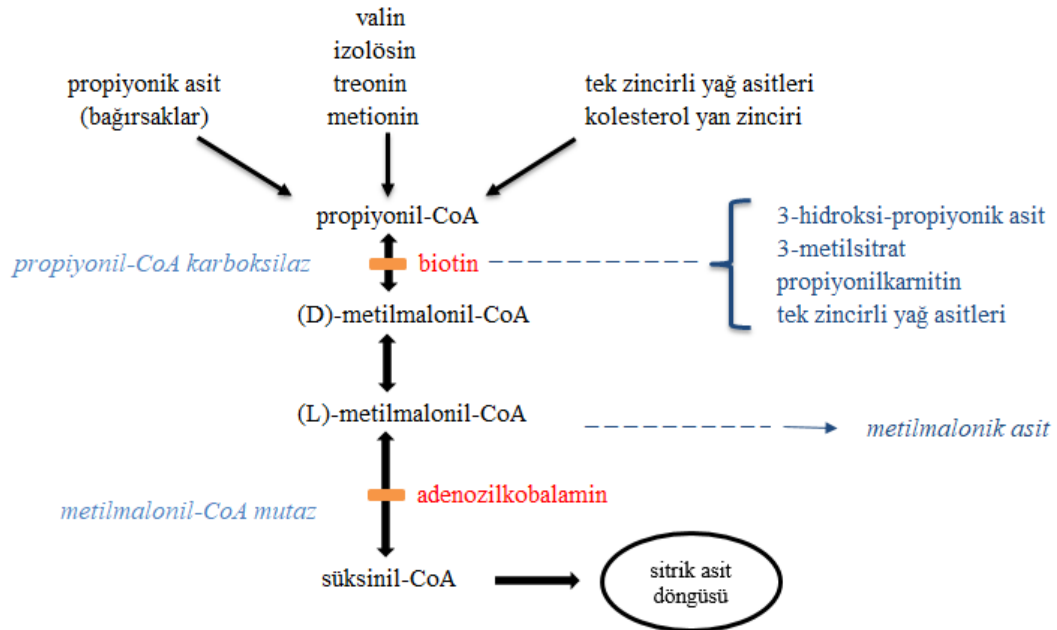 valin
izolösin
treonin
metionin
propiyonik asit
(bağırsaklar)
tek zincirli yağ asitleri
kolesterol yan zinciri
propiyonil-CoA
propiyonil-CoA karboksilaz
biotin
3-hidroksi-propiyonik asit
3-metilsitrat
propiyonilkarnitin
tek zincirli yağ asitleri
(D)-metilmalonil-CoA
(L)-metilmalonil-CoA
metilmalonik asit
metilmalonil-CoA mutaz
adenozilkobalamin
süksinil-CoA
sitrik asit
döngüsü